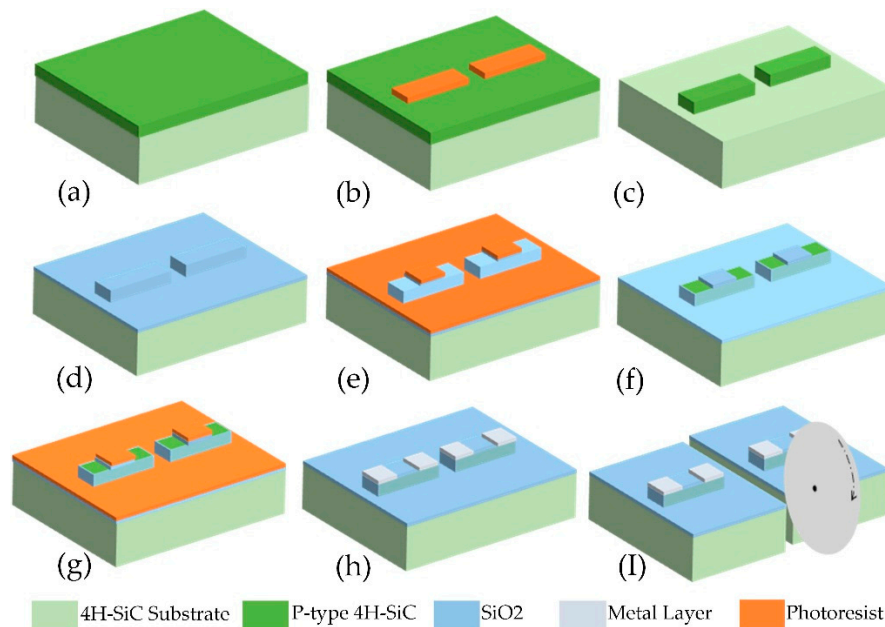 (a)
(b)
(c)
(d)
(e)
(f)
(g)
(h)
(I)
4H-SiC Substrate P-type 4H-SiC SiO2 Metal Layer Photoresist